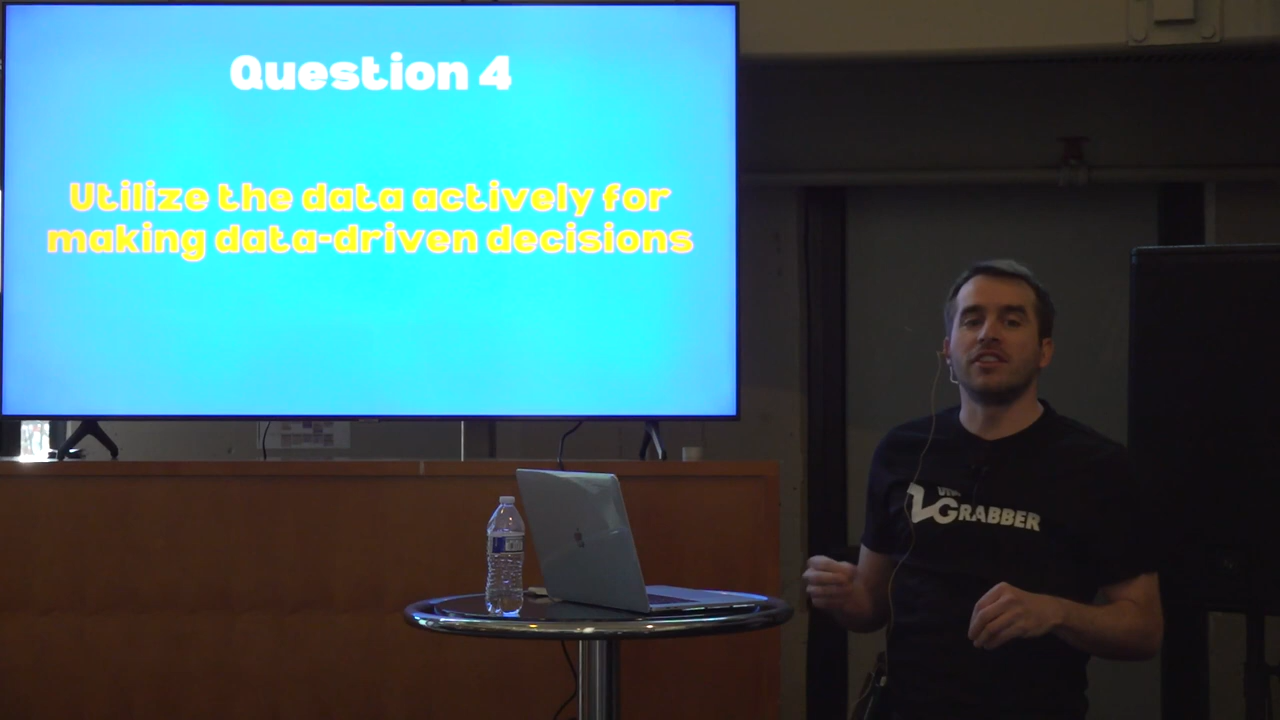 Question 4
Utilize the data actively for
making data-driven decisions
GRABBER